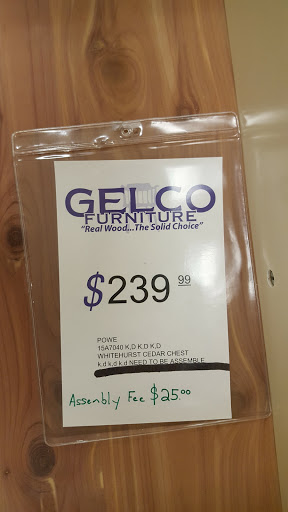 GELCO
FURNITURE
"Real Wood...The Solid Choice"
$239 99
POWE
15A7040 K,D K,D K,D
WHITEHURST CEDAR CHEST
k.d k.d k d NEED TO BE ASSEMBLE
Assembly Fee $25.00